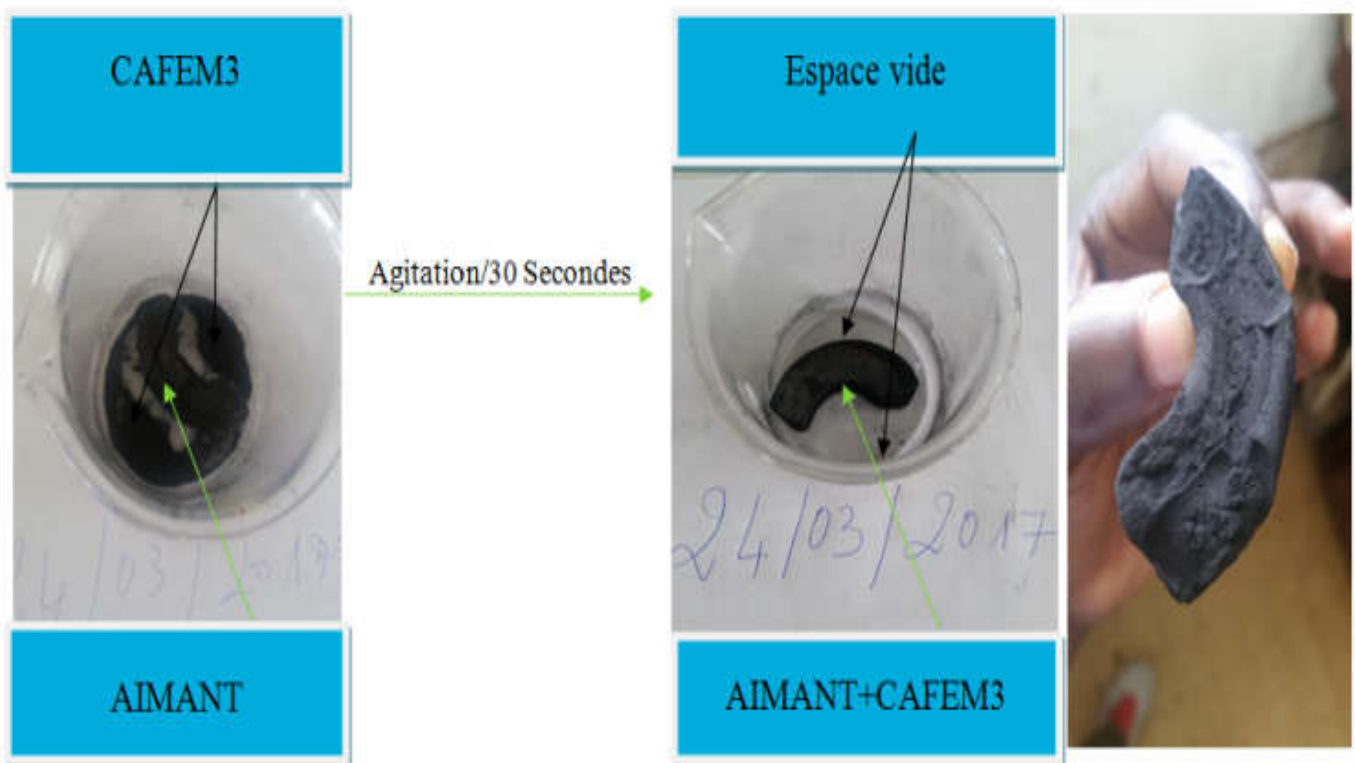 CAFEM3
Espace vide
Agitation/30 Secondes
24/03/2017
AIMANT
AIMANT+CAFEM3